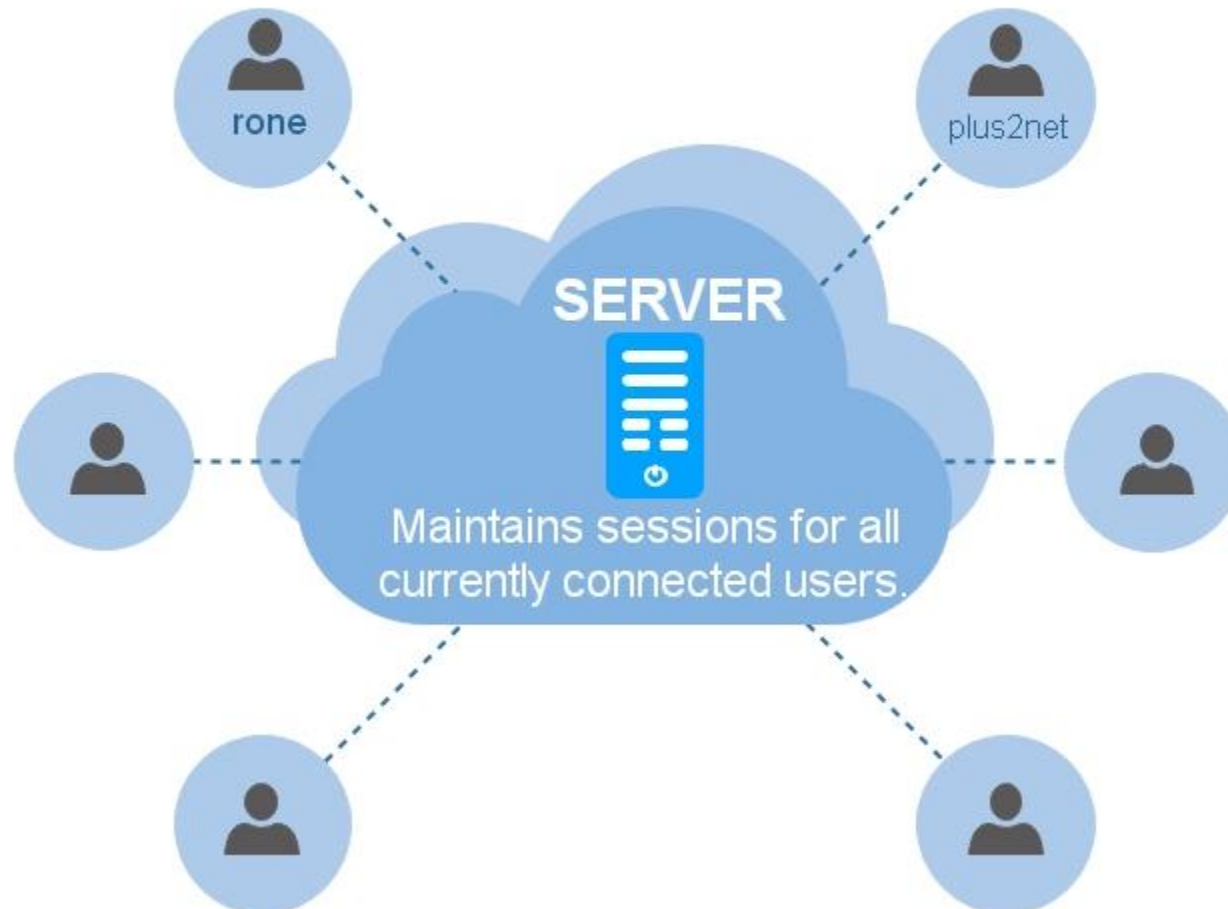 rone
plus2net
SERVER
Maintains sessions for all
currently connected users.